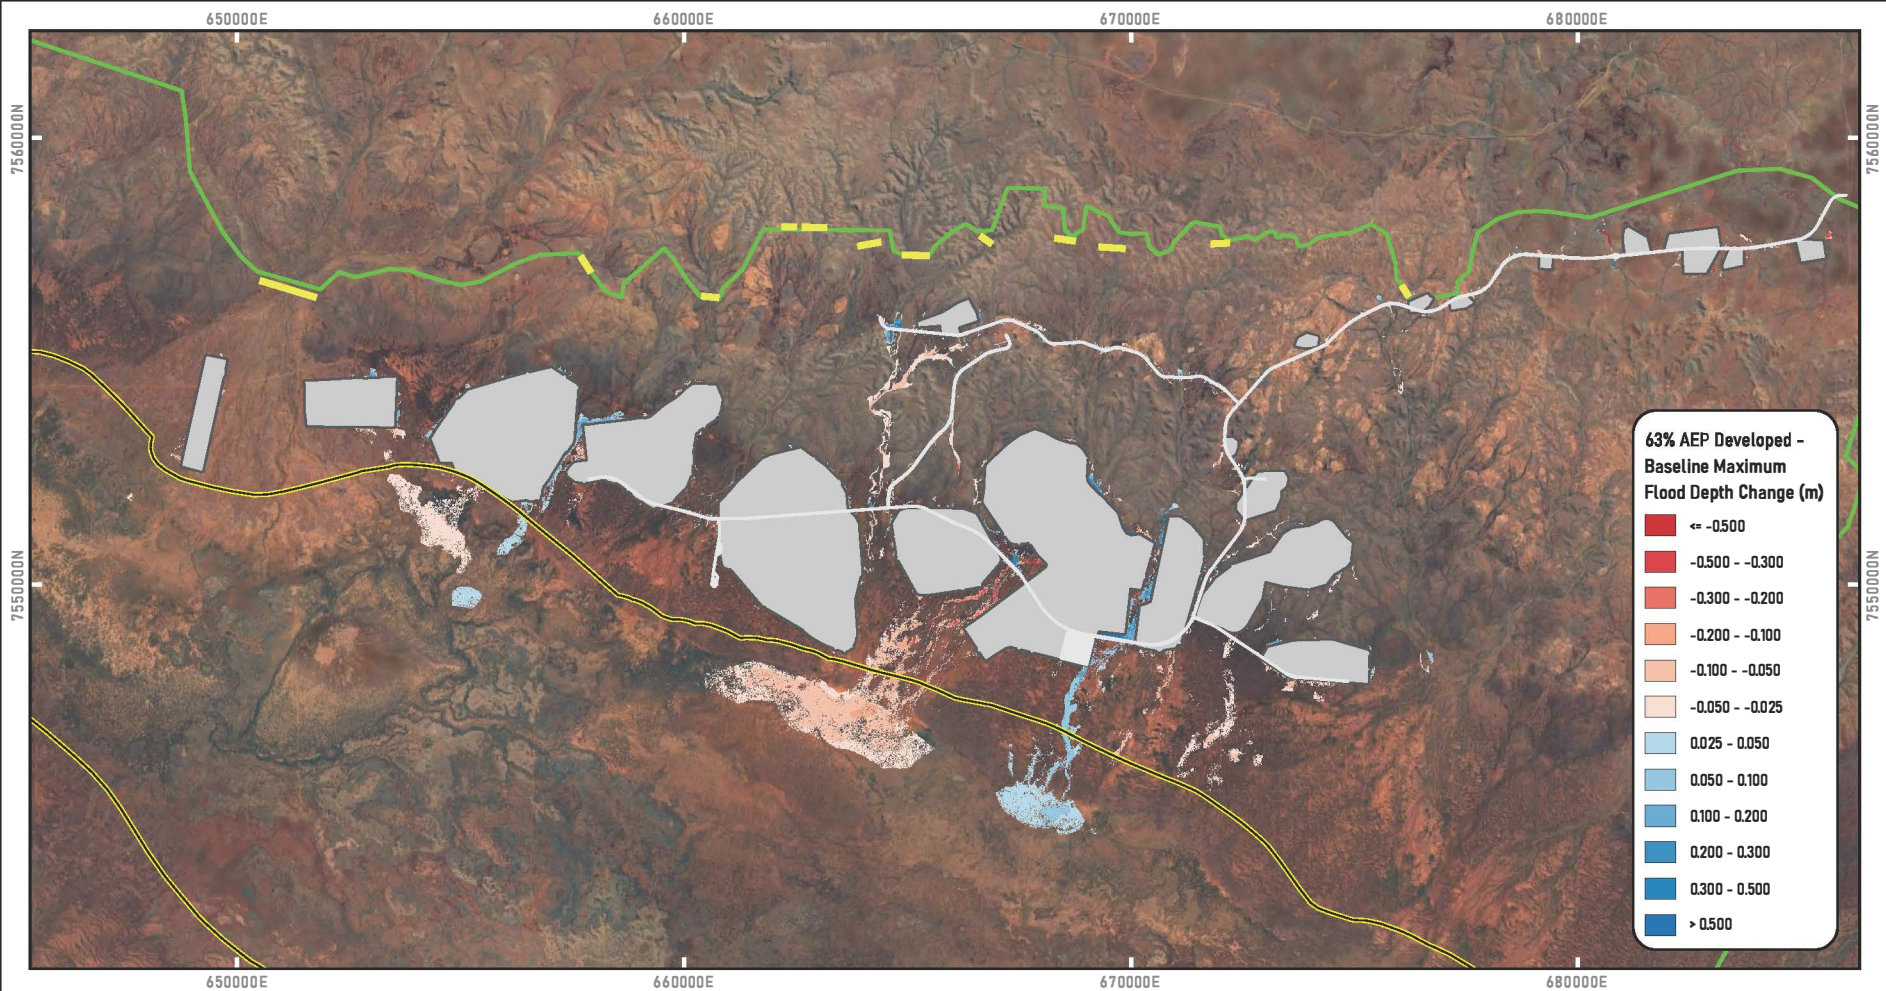 650000E
660000E
670000E
680000E
7560000N
7560000N
7550000N
7550000N
63% AEP Developed -
Baseline Maximum
Flood Depth Change (m)
<= -0.500
-0.500 - -0.300
-0.300 - -0.200
-0.200 - -0.100
-0.100 - -0.050
-0.050 - -0.025
0.025 - 0.050
0.050 - 0.100
0.100 - 0.200
0.200 - 0.300
0.300 - 0.500
> 0.500
650000E
660000E
670000E
680000E